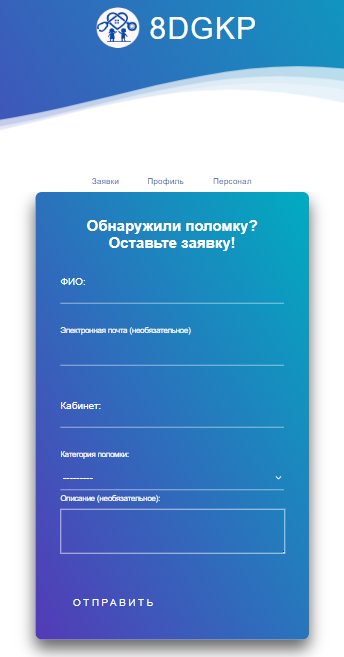 8DGKP
Заявки Профиль Персонал
Обнаружили поломку?
Оставьте заявку!
ФИО:
Электронная почта (необязательное)
Кабинет:
Категория поломки:
---------
Описание (необязательное):
ОТПРАВИТЬ